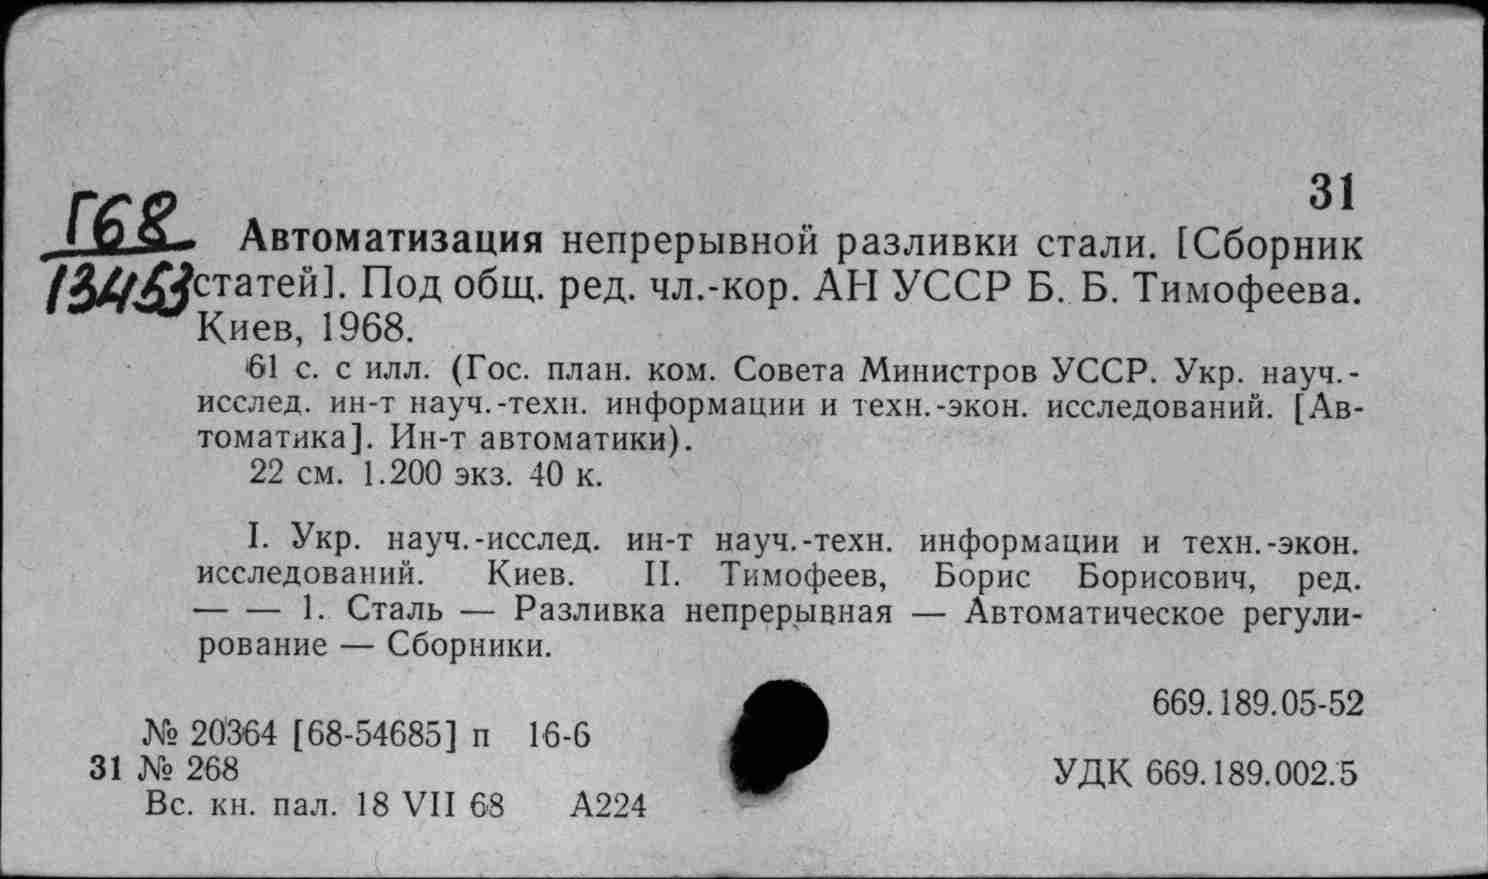 31
Г68
13453
Автоматизация непрерывной разливки стали. [Сборник
статей]. Под общ. ред. чл.-кор. АН УССР Б. Б. Тимофеева.
Киев, 1968.
61 с. с илл. (Гос. план. ком. Совета Министров УССР. Укр. науч.-
исслед. ин-т науч.-техн. информации и техн.-экон. исследований. [Ав-
томатика]. Ин-т автоматики).
22 см. 1.200 экз. 40 к.
I. Укр. науч.-исслед. ин-т науч.-техн. информации и техн.-экон.
исследований. Киев. II. Тимофеев, Борис Борисович, ред.
— — 1. Сталь — Разливка непрерывная — Автоматическое регули-
рование — Сборники.
669.189.05-52
№ 20364 [68-54685] п 16-6
31 № 268
УДК 669.189.002.5
Вс. кн. пал. 18 VII 68 А224